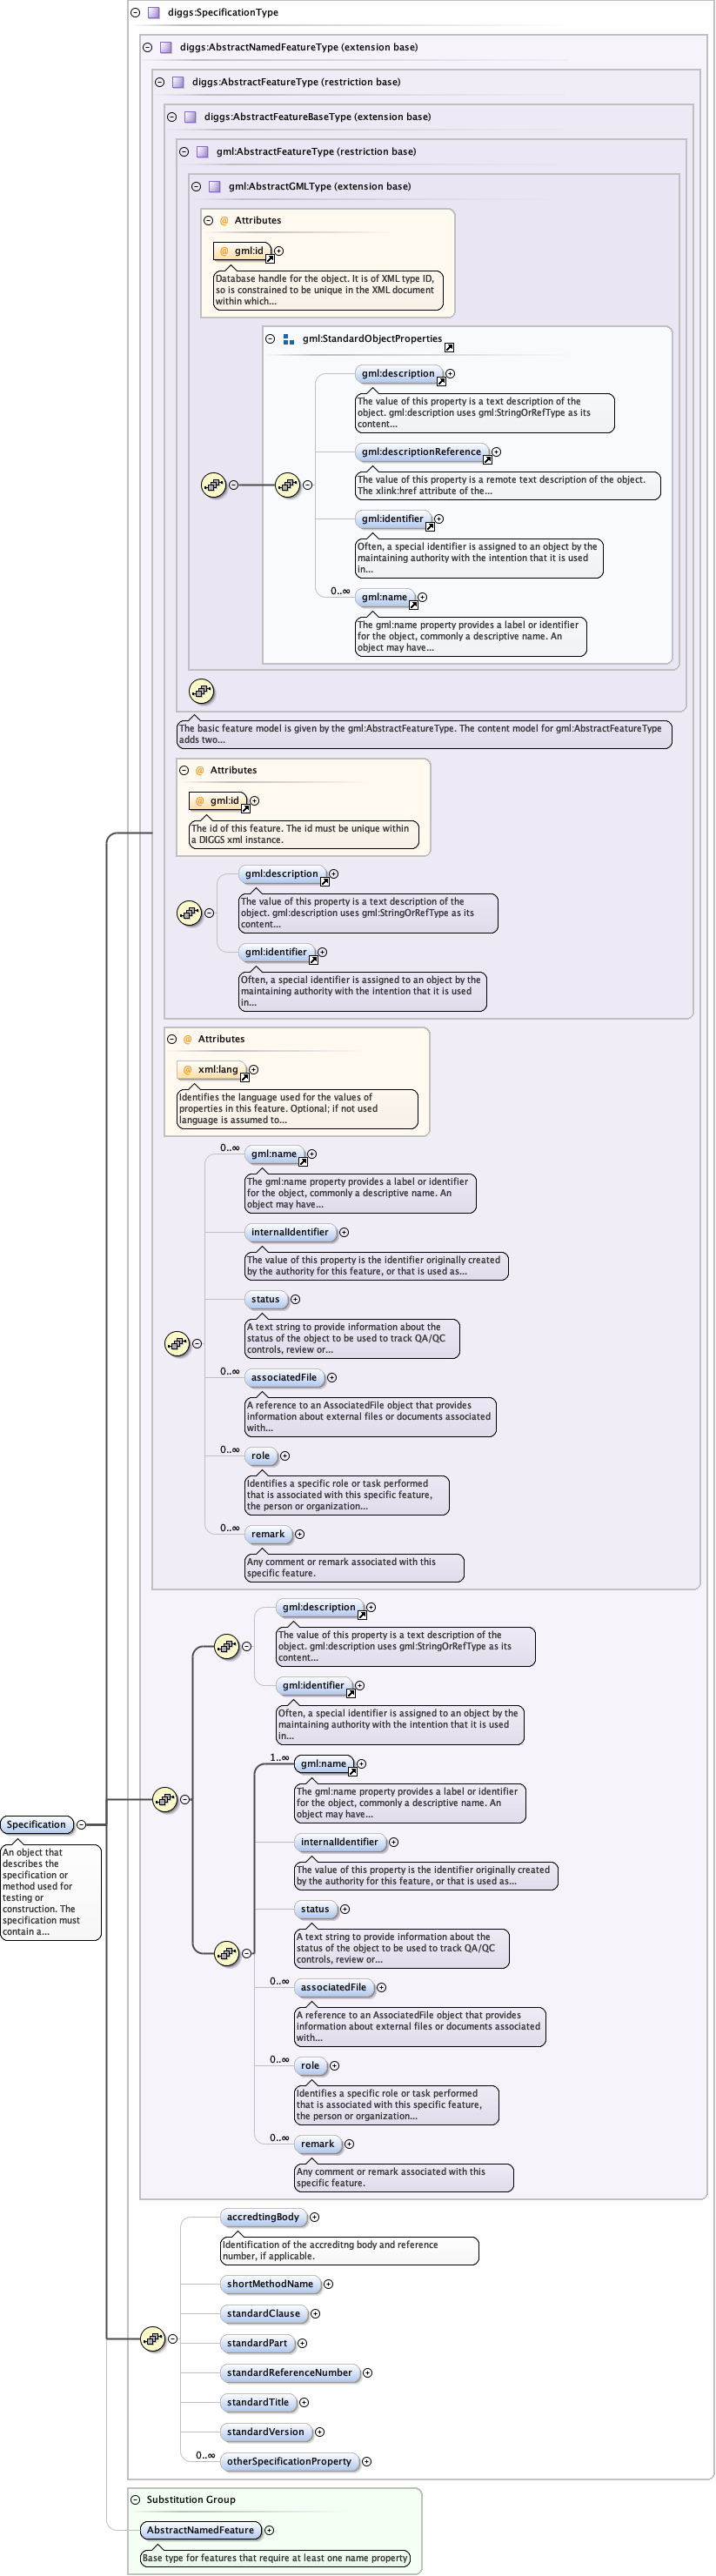 diggs:SpecificationType
diggs:AbstractNamedFeatureType (extension base)
diggs:AbstractFeatureType (restriction base)
diggs:AbstractFeatureBaseType (extension base)
gml:AbstractFeatureType (restriction base)
gml:AbstractGMLType (extension base)
@ Attributes
@ gml:id
Database handle for the object. It is of XML type ID,
so is constrained to be unique in the XML document
within which...
gml:StandardObjectProperties
gml:description
The value of this property is a text description of the
object. gml:description uses gml:StringOrRefType as its
content...
gml:descriptionReference
The value of this property is a remote text description of the object.
The xlink:href attribute of the...
gml:identifier
Often, a special identifier is assigned to an object by the
maintaining authority with the intention that it is used
in...
0..∞
gml:name
The gml:name property provides a label or identifier
for the object, commonly a descriptive name. An
object may have...
The basic feature model is given by the gml:AbstractFeatureType. The content model for gml:AbstractFeatureType
adds two...
@ Attributes
@ gml:id
The id of this feature. The id must be unique within
a DIGGS xml instance.
gml:description
The value of this property is a text description of the
object. gml:description uses gml:StringOrRefType as its
content...
gml:identifier
Often, a special identifier is assigned to an object by the
maintaining authority with the intention that it is used
in...
@ Attributes
@ xml:lang
Identifies the language used for the values of
properties in this feature. Optional; if not used
language is assumed to...
0..∞
gml:name
The gml:name property provides a label or identifier
for the object, commonly a descriptive name. An
object may have...
internalIdentifier
The value of this property is the identifier originally created
by the authority for this feature, or that is used as...
status
A text string to provide information about the
status of the object to be used to track QA/QC
controls, review or...
0..∞
associatedFile
A reference to an AssociatedFile object that provides
information about external files or documents associated
with...
0..∞
role
Identifies a specific role or task performed
that is associated with this specific feature,
the person or organization...
0..∞
remark
Any comment or remark associated with this
specific feature.
gml:description
The value of this property is a text description of the
object. gml:description uses gml:StringOrRefType as its
content...
gml:identifier
Often, a special identifier is assigned to an object by the
maintaining authority with the intention that it is used
in...
1..∞
gml:name
The gml:name property provides a label or identifier
for the object, commonly a descriptive name. An
object may have...
Specification
An object that
describes the
specification or
method used for
testing or
construction. The
specification must
contain a...
internalIdentifier
The value of this property is the identifier originally created
by the authority for this feature, or that is used as...
status
A text string to provide information about the
status of the object to be used to track QA/QC
controls, review or...
0..∞
associatedFile
A reference to an AssociatedFile object that provides
information about external files or documents associated
with...
0..∞
role
Identifies a specific role or task performed
that is associated with this specific feature,
the person or organization...
0..∞
remark
Any comment or remark associated with this
specific feature.
accredtingBody
Identification of the accreditng body and reference
number, if applicable.
shortMethodName
standardClause
standardPart
standardReferenceNumber
standardTitle
standardVersion
0..∞
otherSpecificationProperty
Substitution Group
AbstractNamedFeature
Base type for features that require at least one name property